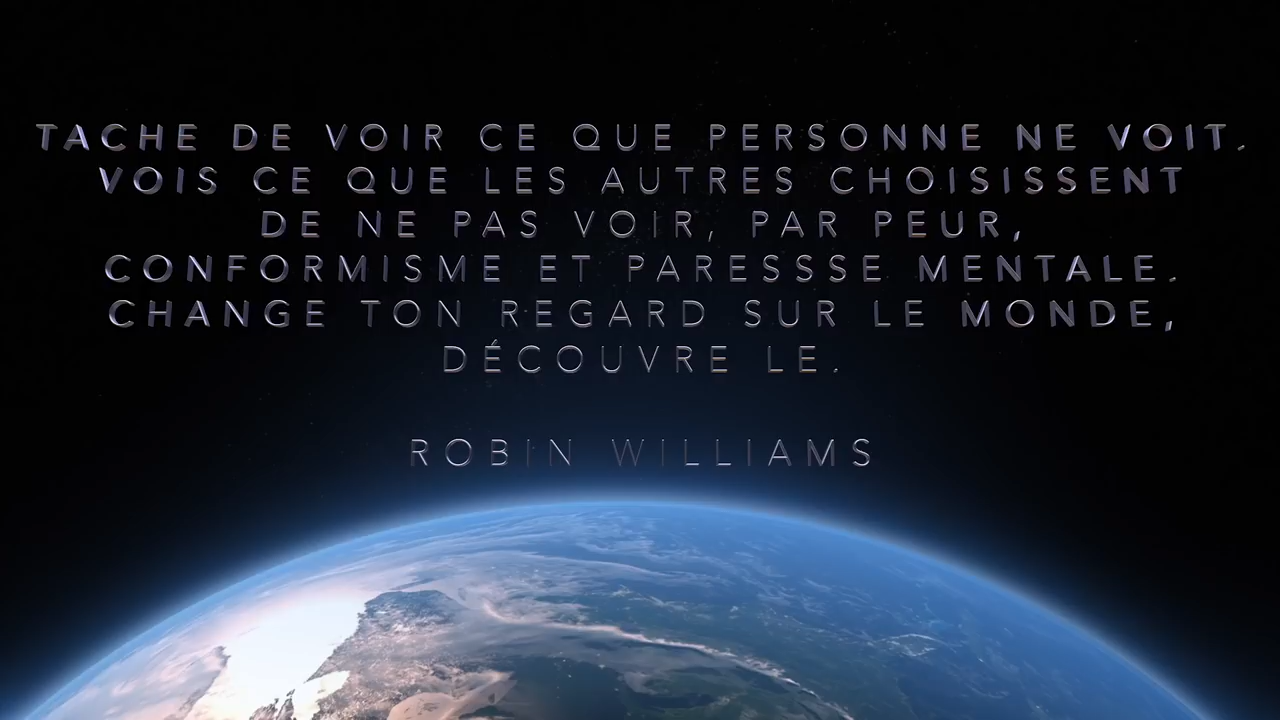 TACHE DE VOIR CE QUE PERSONNE NE VOIT.
VOIS CE QUE LES AUTRES CHOISISSENT
DE NE PAS VOIR, PAR PEUR,
CONFORMISME ET PARESSSE MENTALE.
CHANGE TON REGARD SUR LE MONDE,
DÉCOUVRE LE.
ROBIN WILLIAMS